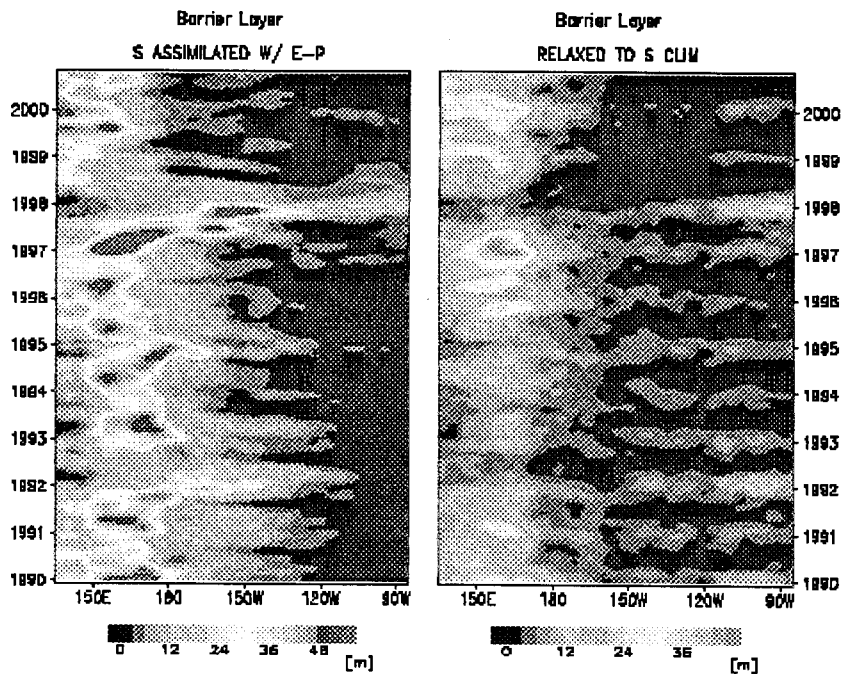 Barrier Layer
S ASSIMILATED W/ E-P
2000
1999
1998
1997
1996
1995
1994
1993
1992
1991
1990
150E 180 150W 120W 90W
0 12 24 36 48
[m]
Barrier Layer
RELAXED TO S CLIM
2000
1999
1998
1997
1996
1995
1994
1993
1992
1991
1990
150E 180 150W 120W 90W
0 12 24 36
[m]